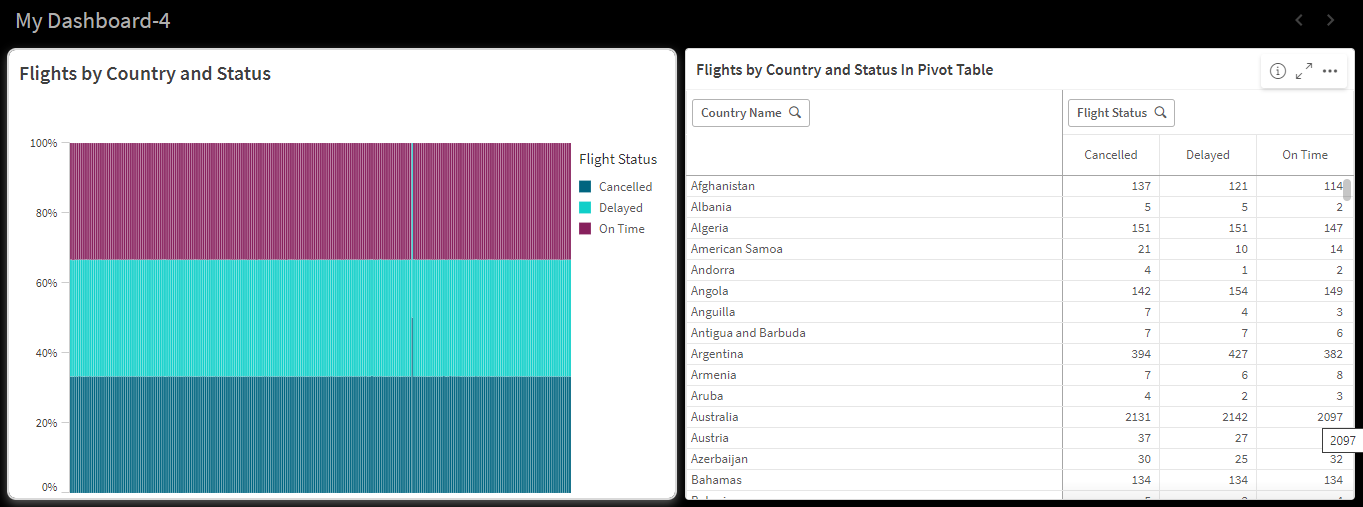 My Dashboard-4
Flights by Country and Status
100%
80%
60%
40%
20%
0%
Flight Status
Cancelled
Delayed
On Time
Flights by Country and Status In Pivot Table
Country Name
Flight Status
Cancelled Delayed On Time
Afghanistan 137 121 114
Albania 5 5 2
Algeria 151 151 147
American Samoa 21 10 14
Andorra 4 1 2
Angola 142 154 149
Anguilla 7 4 3
Antigua and Barbuda 7 7 6
Argentina 394 427 382
Armenia 7 6 8
Aruba 4 2 3
Australia 2131 2142 2097
Austria 37 27
2097
Azerbaijan 30 25 32
Bahamas 134 134 134